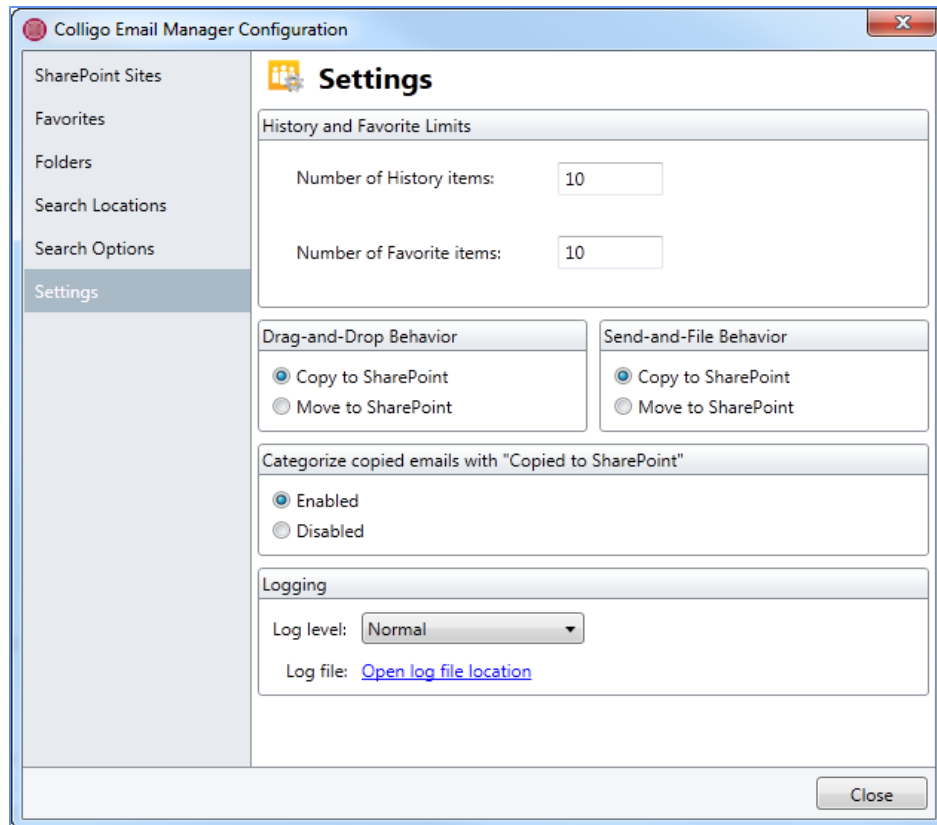 Colligo Email Manager Configuration
x
SharePoint Sites
Favorites
Folders
Search Locations
Search Options
Settings
Settings
History and Favorite Limits
Number of History items: 10
Number of Favorite items: 10
Drag-and-Drop Behavior
Copy to SharePoint
Move to SharePoint
Send-and-File Behavior
Copy to SharePoint
Move to SharePoint
Categorize copied emails with "Copied to SharePoint"
Enabled
Disabled
Logging
Log level: Normal
Log file: Open log file location
Close